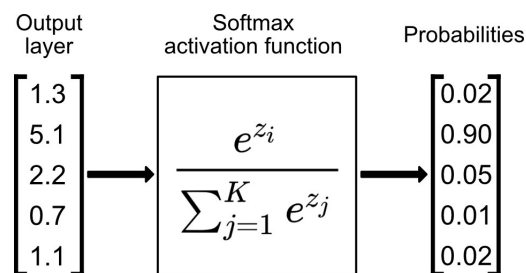 Output
layer
Softmax
activation function
Probabilities
1.3
5.1
2.2
0.7
1.1
e^{z_i}
∑_{j=1}^{K} e^{z_j}
0.02
0.90
0.05
0.01
0.02